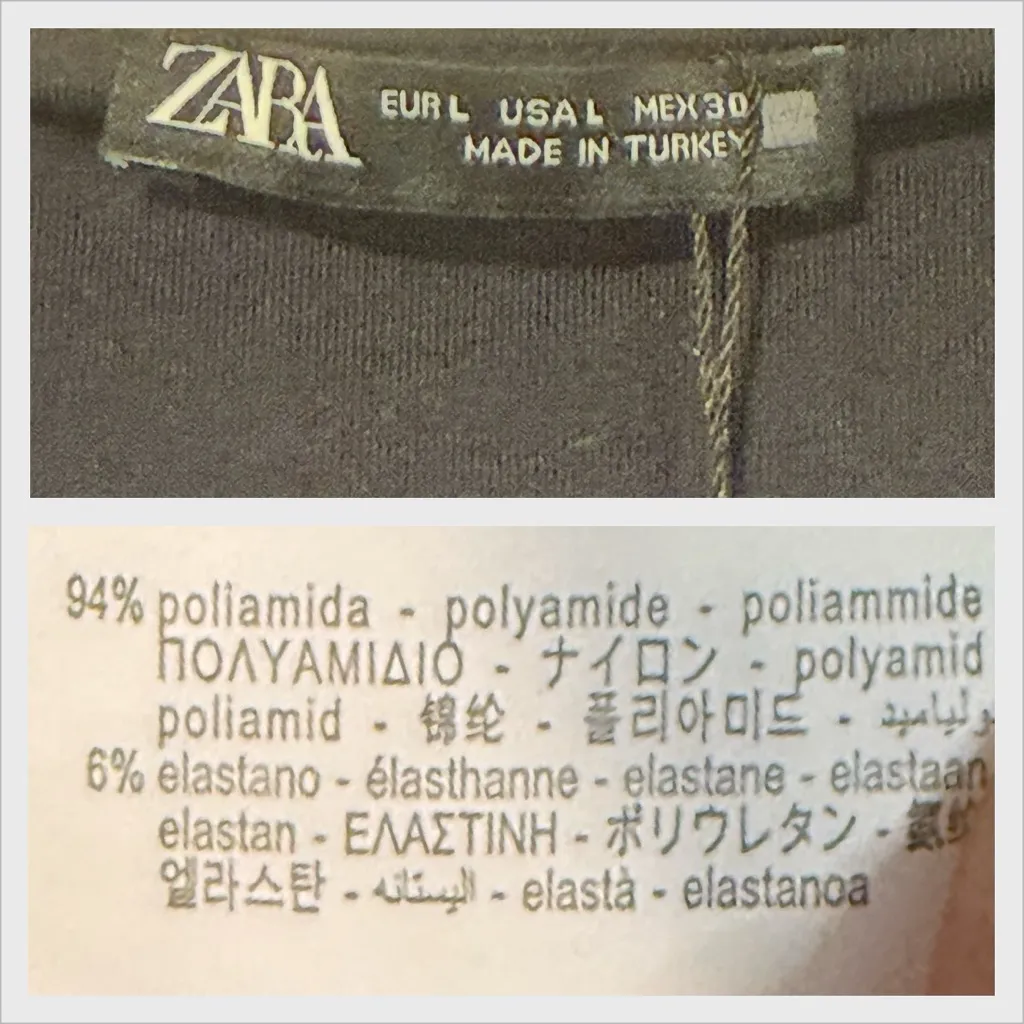 ZARA
EUR L USA L MEX 30
MADE IN TURKEY
94% poliamida - polyamide - poliammide
ΠΟΛΥΑΜΙΔΙΟ - ナイロン - polyamid
poliamid - 锦纶 - 폴리아미드 -
6% elastano - élasthanne - elastane - elastaan
elastan - ΕΛΑΣΤΙΝΗ - ポリウレタン -
엘라스탄 - اليستانه - elastà - elastanoa